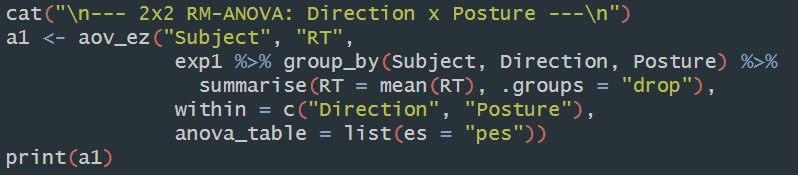 cat("\n--- 2x2 RM-ANOVA: Direction x Posture ---\n")
a1 <- aov_ez("Subject", "RT",
             exp1 %>% group_by(Subject, Direction, Posture) %>%
               summarise(RT = mean(RT), .groups = "drop"),
             within = c("Direction", "Posture"),
             anova_table = list(es = "pes"))
print(a1)